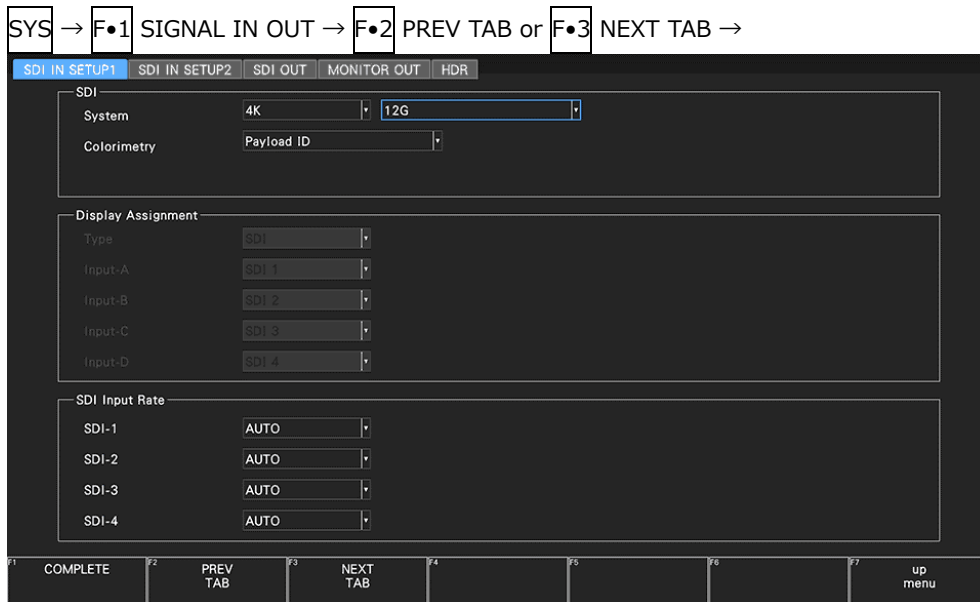 SYS → F•1 SIGNAL IN OUT → F•2 PREV TAB or F•3 NEXT TAB →
SDI IN SETUP1 SDI IN SETUP2 SDI OUT MONITOR OUT HDR
SDI
System 4K 12G
Colorimetry Payload ID
Display Assignment
Type SDI
Input-A SDI 1
Input-B SDI 2
Input-C SDI 3
Input-D SDI 4
SDI Input Rate
SDI-1 AUTO
SDI-2 AUTO
SDI-3 AUTO
SDI-4 AUTO
F1 COMPLETE F2 PREV F3 NEXT F4 F5 F6 F7 up
TAB TAB menu